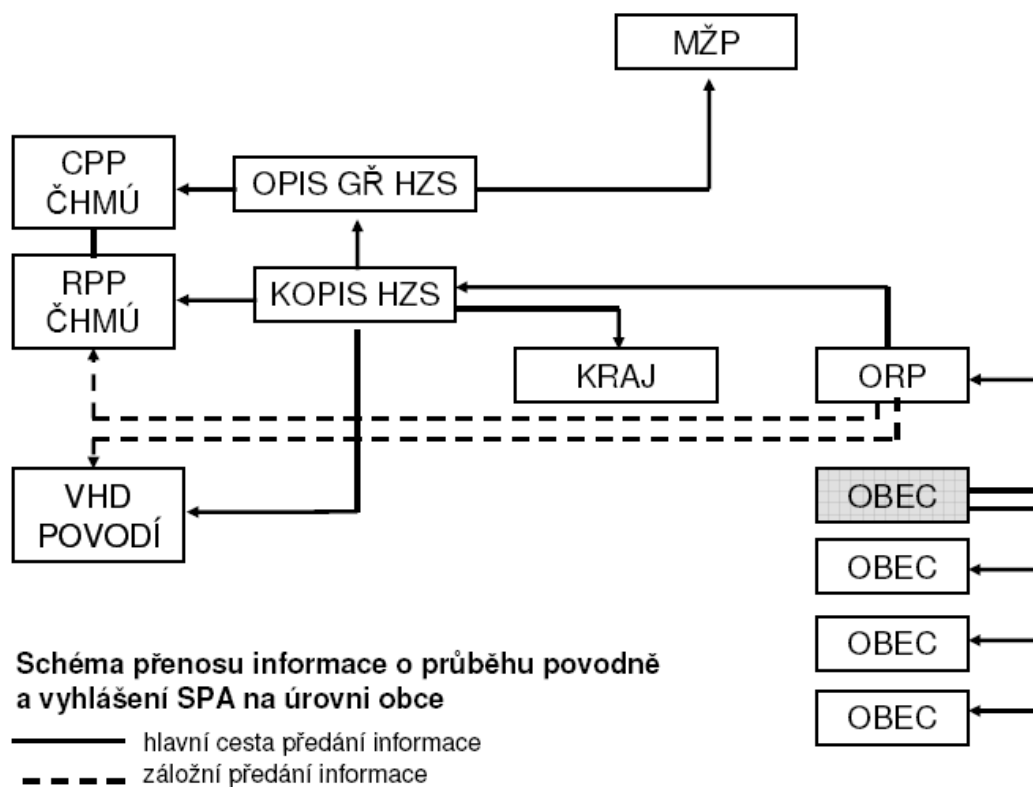 MŽP
CPP
ČHMÚ
OPIS GŘ HZS
RPP
ČHMÚ
KOPIS HZS
KRAJ
ORP
VHD
POVODÍ
OBEC
OBEC
OBEC
OBEC
Schéma přenosu informace o průběhu povodně
a vyhlášení SPA na úrovni obce
hlavní cesta předání informace
záložní předání informace